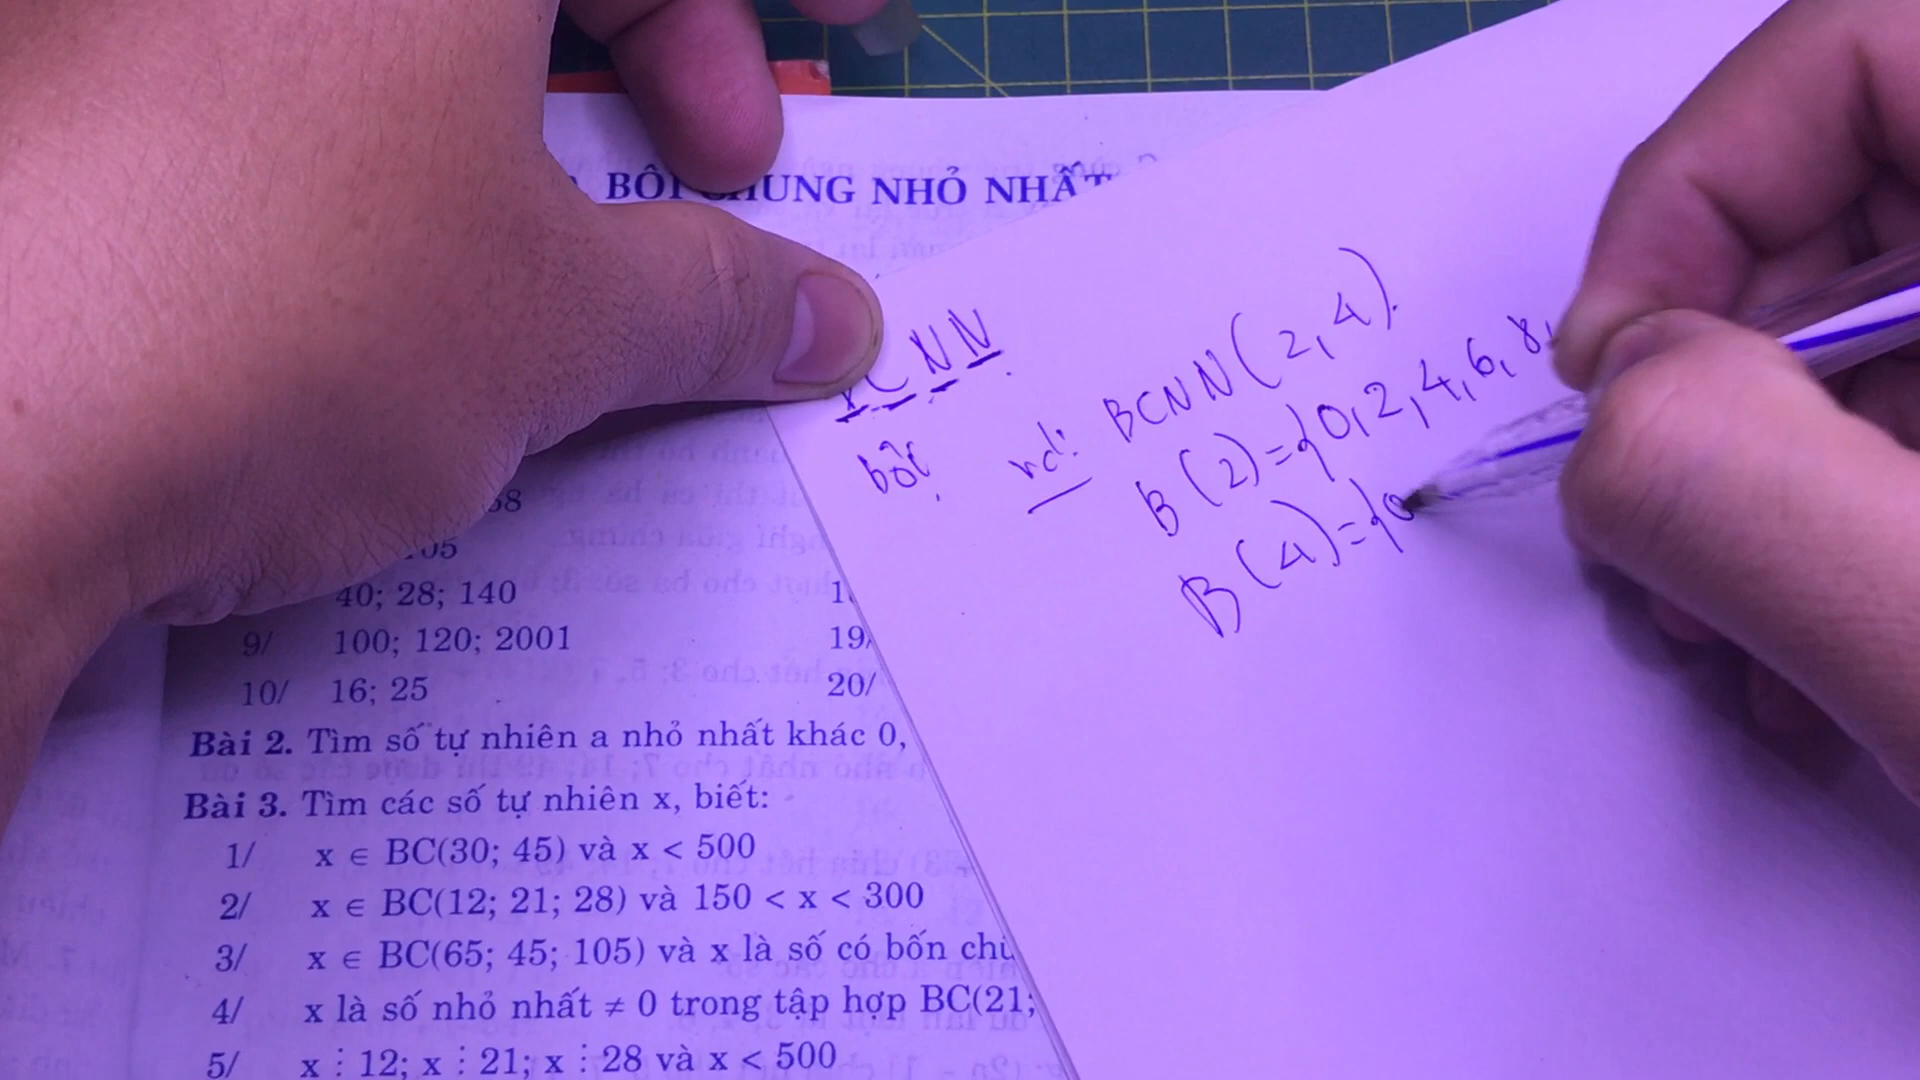 BỘI CHUNG NHỎ NHẤT
CNN
bội
vd: BCNN(2, 4).
B(2)={0, 2, 4, 6, 8,
B(4)={0
68
105
40; 28; 140
9/ 100; 120; 2001 19/
10/ 16; 25 20/
Bài 2. Tìm số tự nhiên a nhỏ nhất khác 0,
Bài 3. Tìm các số tự nhiên x, biết:
1/ x ∈ BC(30; 45) và x < 500
2/ x ∈ BC(12; 21; 28) và 150 < x < 300
3/ x ∈ BC(65; 45; 105) và x là số có bốn
4/ x là số nhỏ nhất ≠ 0 trong tập hợp BC(21;
5/ x ⋮ 12; x ⋮ 21; x ⋮ 28 và x < 500